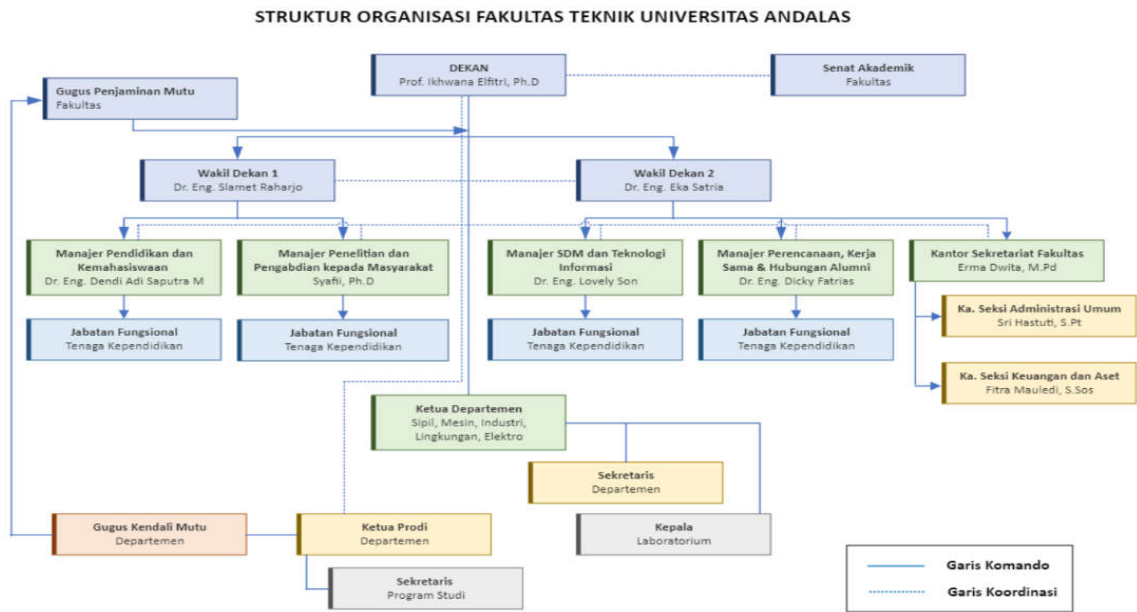 STRUKTUR ORGANISASI FAKULTAS TEKNIK UNIVERSITAS ANDALAS
DEKAN
Prof. Ikhwana Elfitri, Ph.D
Senat Akademik
Fakultas
Gugus Penjaminan Mutu
Fakultas
Wakil Dekan 1
Dr. Eng. Slamet Raharjo
Wakil Dekan 2
Dr. Eng. Eka Satria
Manajer Pendidikan dan
Kemahasiswaan
Dr. Eng. Dendi Adi Saputra M
Manajer Penelitian dan
Pengabdian kepada Masyarakat
Syafii, Ph.D
Manajer SDM dan Teknologi
Informasi
Dr. Eng. Lovely Son
Manajer Perencanaan, Kerja
Sama & Hubungan Alumni
Dr. Eng. Dicky Fatrias
Kantor Sekretariat Fakultas
Erma Dwita, M.Pd
Jabatan Fungsional
Tenaga Kependidikan
Jabatan Fungsional
Tenaga Kependidikan
Jabatan Fungsional
Tenaga Kependidikan
Jabatan Fungsional
Tenaga Kependidikan
Ka. Seksi Administrasi Umum
Sri Hastuti, S.Pt
Ka. Seksi Keuangan dan Aset
Fitra Mauledi, S.Sos
Ketua Departemen
Sipil, Mesin, Industri,
Lingkungan, Elektro
Sekretaris
Departemen
Gugus Kendali Mutu
Departemen
Ketua Prodi
Departemen
Kepala
Laboratorium
Sekretaris
Program Studi
Garis Komando
Garis Koordinasi